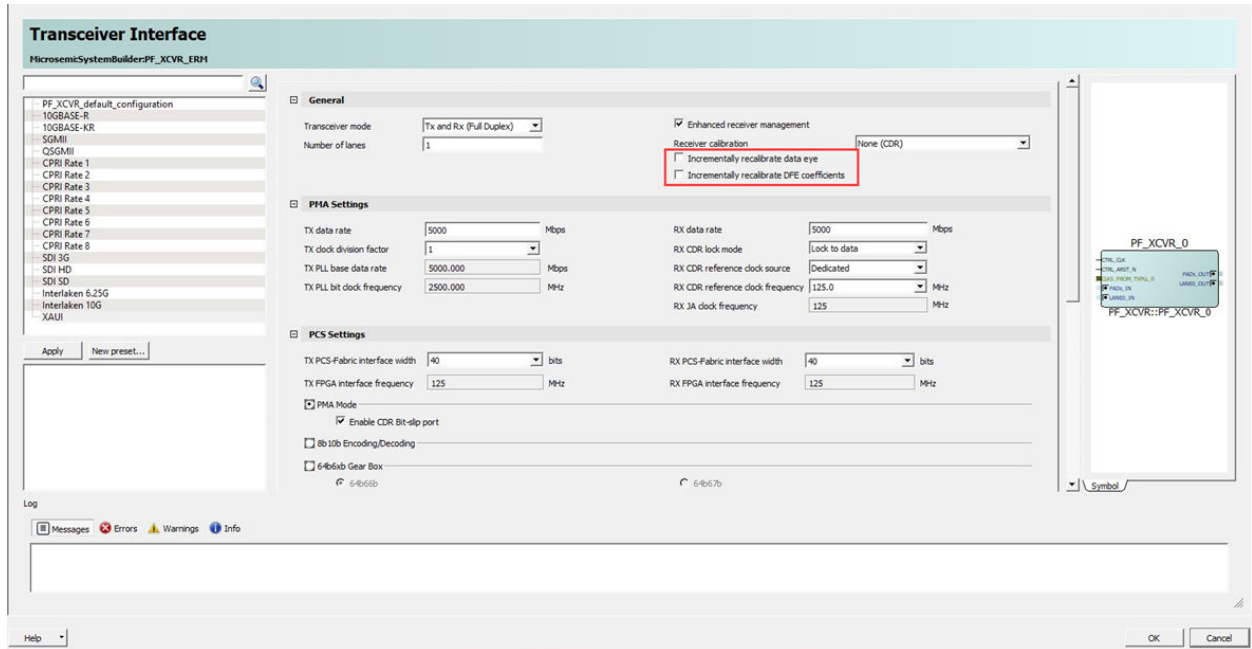 Transceiver Interface
Microsemi:SystemBuilder:PF_XCVR_ERM
PF_XCVR_default_configuration
10GBASE-R
10GBASE-KR
SGMII
QSGMII
CPRI Rate 1
CPRI Rate 2
CPRI Rate 3
CPRI Rate 4
CPRI Rate 5
CPRI Rate 6
CPRI Rate 7
CPRI Rate 8
SDI 3G
SDI HD
SDI SD
Interlaken 6.25G
Interlaken 10G
XAUI
Apply New preset...
General
Transceiver mode Tx and Rx (Full Duplex) Enhanced receiver management
Number of lanes 1 Receiver calibration None (CDR)
Incrementally recalibrate data eye
Incrementally recalibrate DFE coefficients
PMA Settings
TX data rate 5000 Mbps RX data rate 5000 Mbps
TX clock division factor 1 RX CDR lock mode Lock to data
TX PLL base data rate 5000.000 Mbps RX CDR reference clock source Dedicated
TX PLL bit clock frequency 2500.000 MHz RX CDR reference clock frequency 125.0 MHz
RX JA clock frequency 125 MHz
PCS Settings
TX PCS-Fabric interface width 40 bits RX PCS-Fabric interface width 40 bits
TX FPGA interface frequency 125 MHz RX FPGA interface frequency 125 MHz
PMA Mode
Enable CDR Bit-slip port
8b10b Encoding/Decoding
64b6xb Gear Box
64b66b 64b67b
PF_XCVR_0
CTRL_CLK
CTRL_ARST_N
PADs_OUT
CLKS_FROM_TXPLL_0
LANE0_OUT
PADs_IN
LANE0_IN
PF_XCVR::PF_XCVR_0
Symbol
Log
Messages Errors Warnings Info
Help OK Cancel